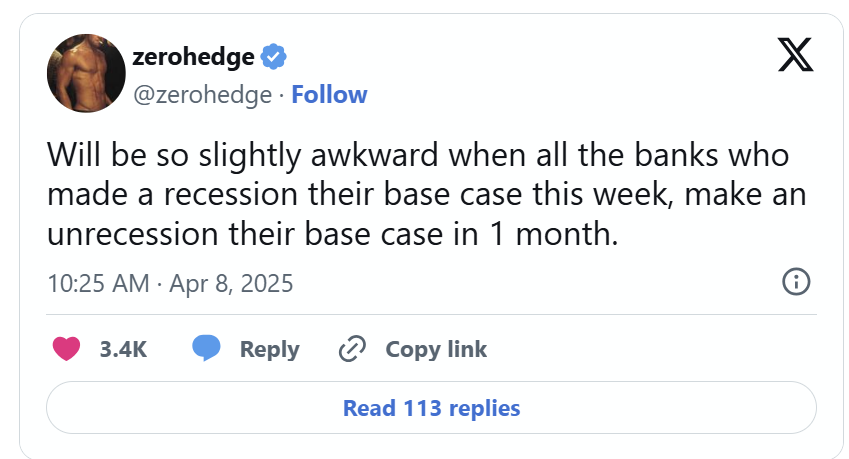 zerohedge
@zerohedge · Follow
Will be so slightly awkward when all the banks who
made a recession their base case this week, make an
unrecession their base case in 1 month.
10:25 AM · Apr 8, 2025
3.4K Reply Copy link
Read 113 replies